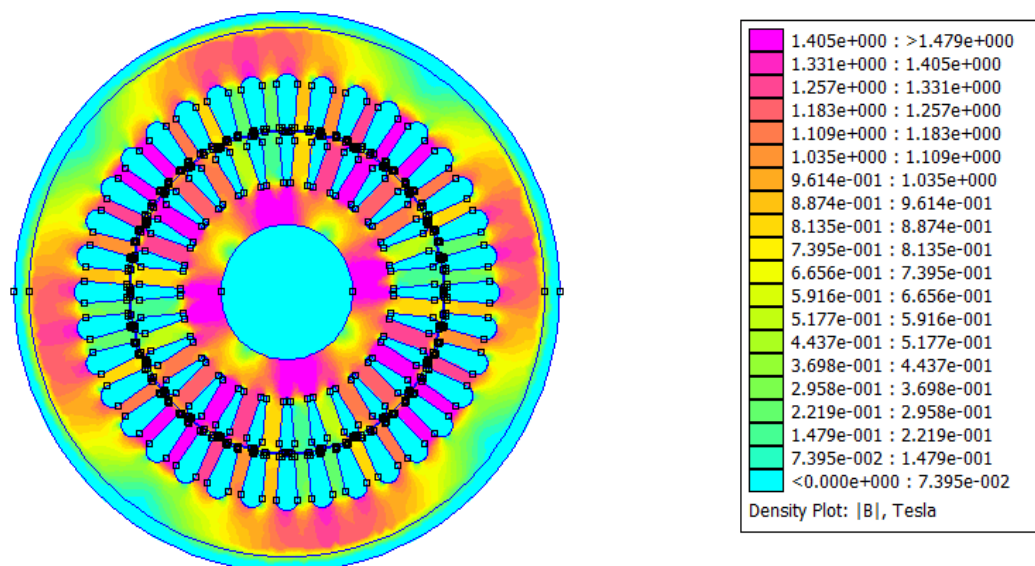 1.405e+000 : >1.479e+000
1.331e+000 : 1.405e+000
1.257e+000 : 1.331e+000
1.183e+000 : 1.257e+000
1.109e+000 : 1.183e+000
1.035e+000 : 1.109e+000
9.614e-001 : 1.035e+000
8.874e-001 : 9.614e-001
8.135e-001 : 8.874e-001
7.395e-001 : 8.135e-001
6.656e-001 : 7.395e-001
5.916e-001 : 6.656e-001
5.177e-001 : 5.916e-001
4.437e-001 : 5.177e-001
3.698e-001 : 4.437e-001
2.958e-001 : 3.698e-001
2.219e-001 : 2.958e-001
1.479e-001 : 2.219e-001
7.395e-002 : 1.479e-001
<0.000e+000 : 7.395e-002
Density Plot: |B|, Tesla